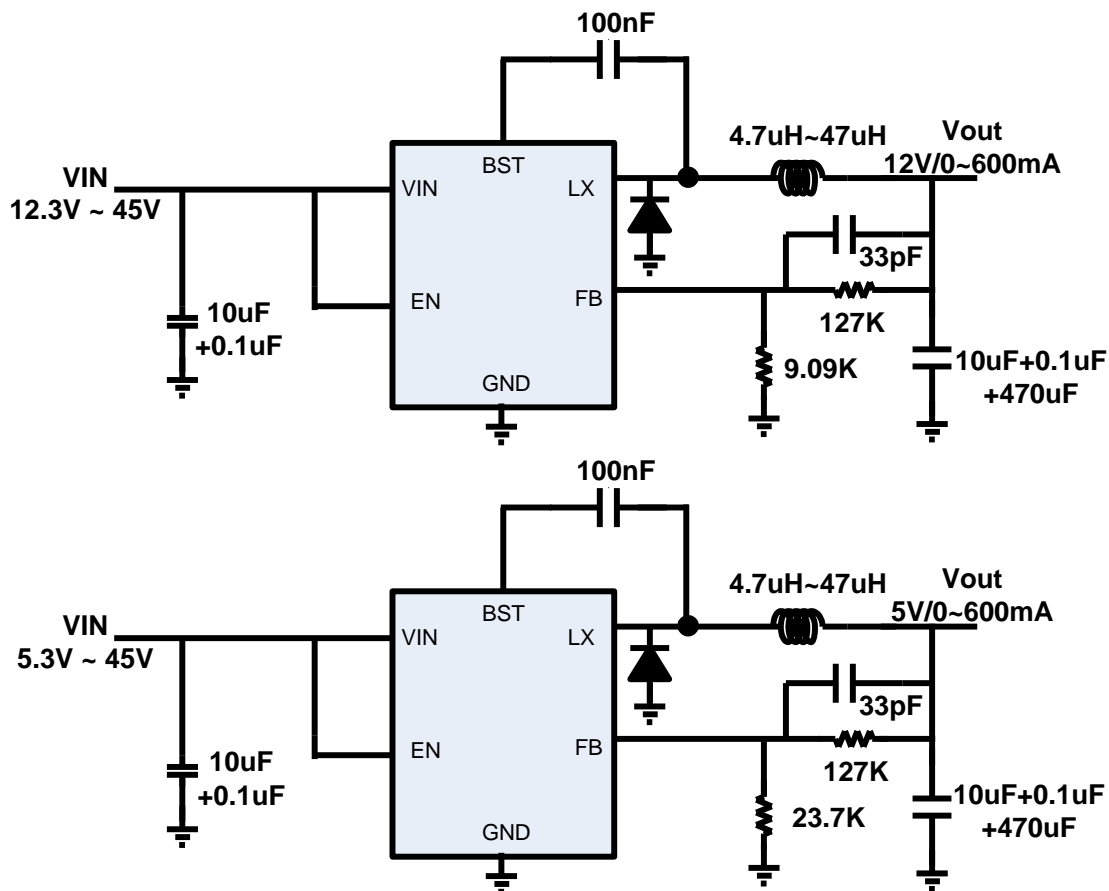 100nF
4.7uH~47uH
Vout
12V/0~600mA
VIN
12.3V ~ 45V
BST
VIN
LX
33pF
EN
FB
127K
10uF
+0.1uF
9.09K
10uF+0.1uF
+470uF
GND
100nF
4.7uH~47uH
Vout
5V/0~600mA
VIN
5.3V ~ 45V
BST
VIN
LX
33pF
EN
FB
127K
10uF
+0.1uF
23.7K
10uF+0.1uF
+470uF
GND